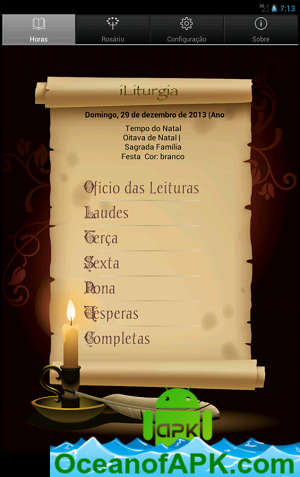 7:13
Horas
Rosário
Configuração
Sobre
iLiturgia
Domingo, 29 de dezembro de 2013 (Ano
Tempo do Natal
Oitava de Natal |
Sagrada Família
Festa Cor: branco
Ofício das Leituras
Laudes
Terça
Sexta
Nona
Vésperas
Completas
apk
OceanofAPK.com